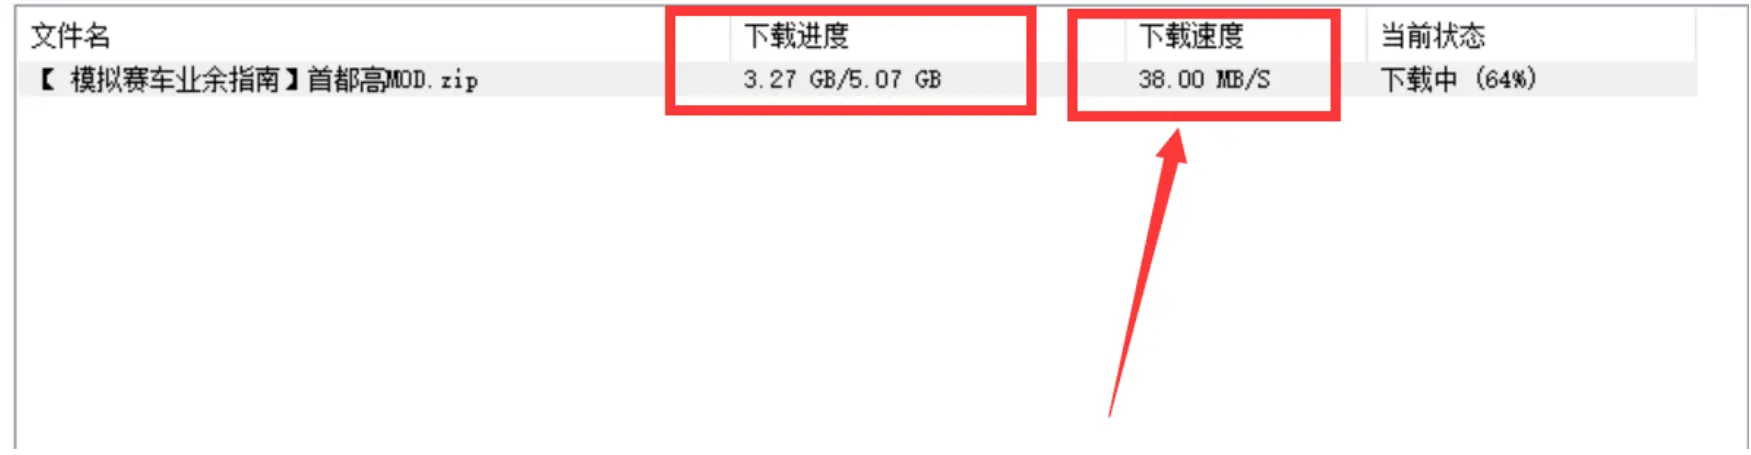 文件名 下载进度 下载速度 当前状态
【 模拟赛车业余指南】首都高MOD.zip 3.27 GB/5.07 GB 38.00 MB/S 下载中 (64%)